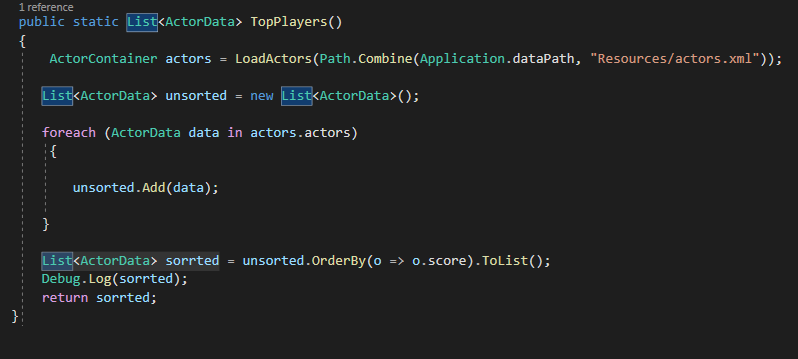 1 reference
public static List<ActorData> TopPlayers()
{
ActorContainer actors = LoadActors(Path.Combine(Application.dataPath, "Resources/actors.xml"));
List<ActorData> unsorted = new List<ActorData>();
foreach (ActorData data in actors.actors)
{
unsorted.Add(data);
}
List<ActorData> sorrted = unsorted.OrderBy(o => o.score).ToList();
Debug.Log(sorrted);
return sorrted;
}